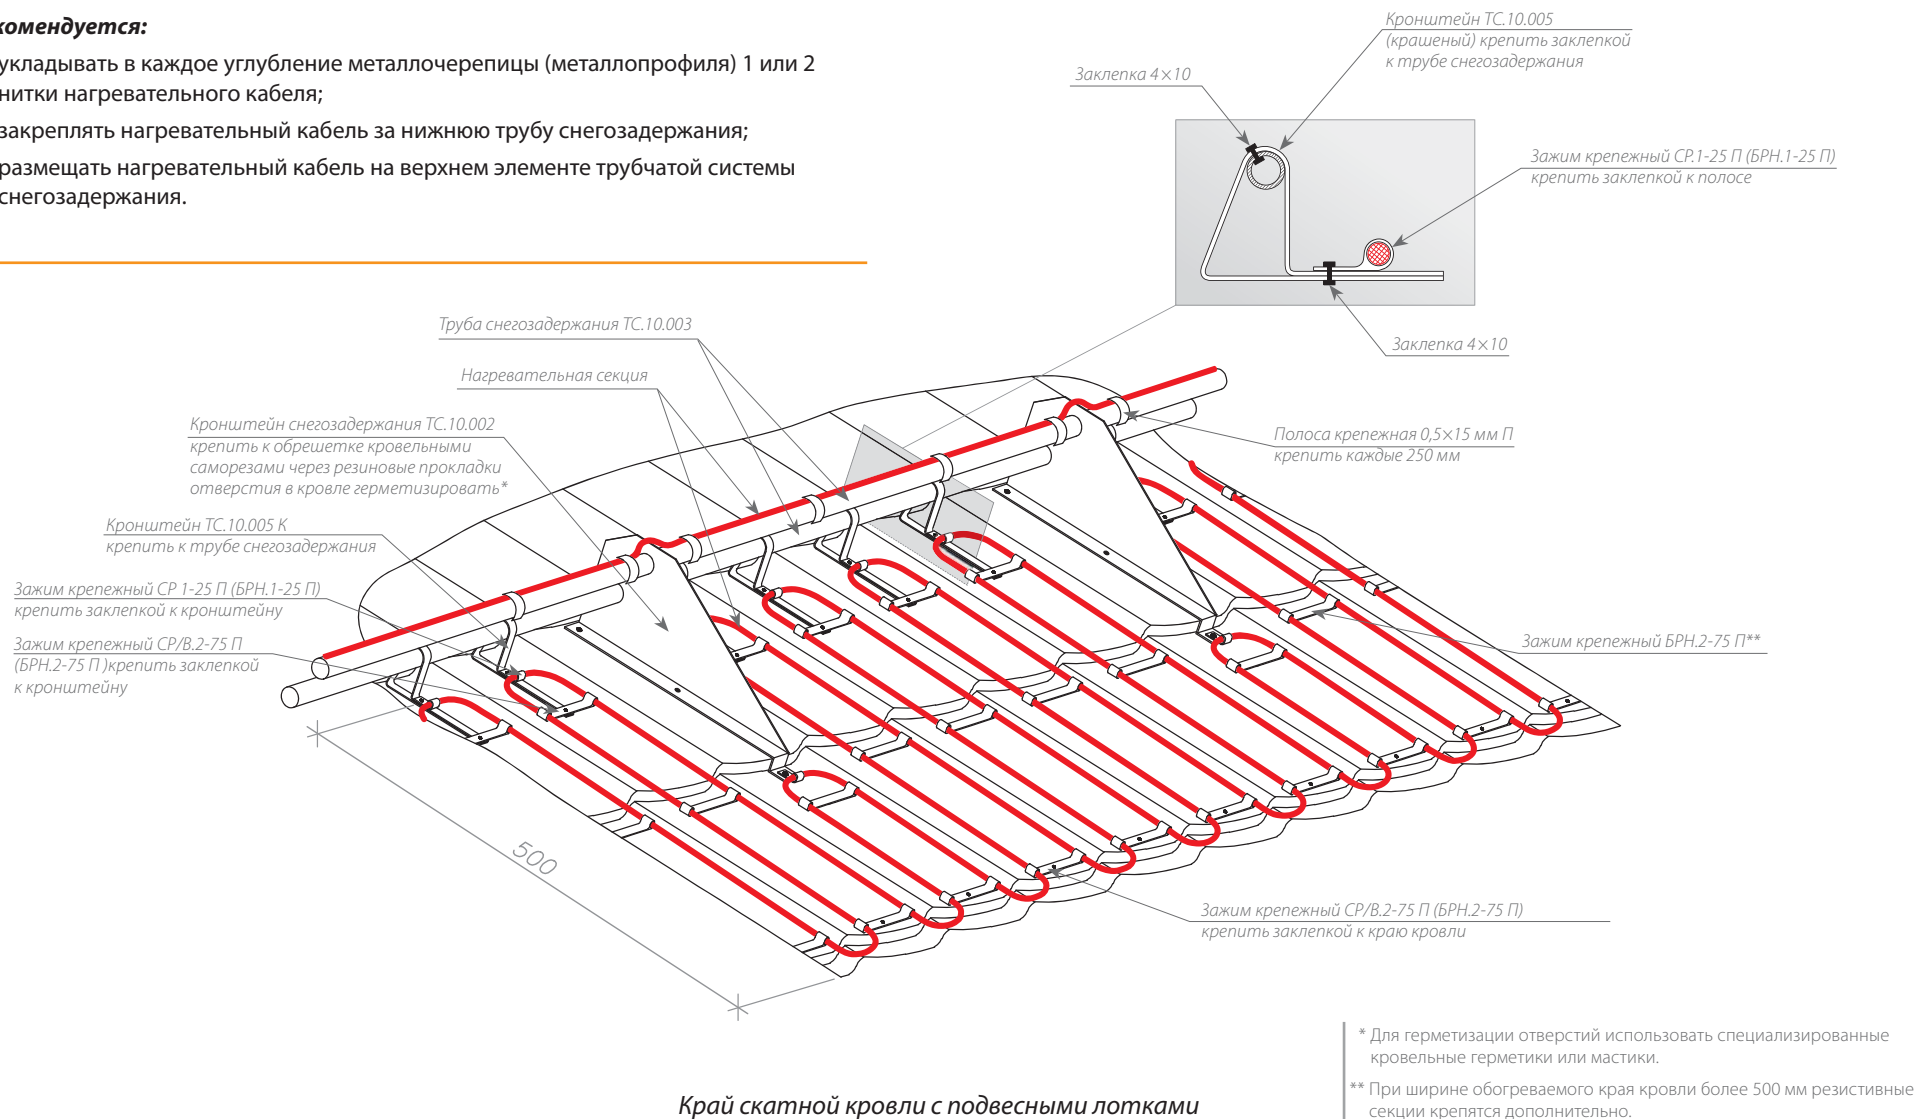 комендуется:
укладывать в каждое углубление металлочерепицы (металлопрофиля) 1 или 2
нитки нагревательного кабеля;
закреплять нагревательный кабель за нижнюю трубу снегозадержания;
размещать нагревательный кабель на верхнем элементе трубчатой системы
снегозадержания.
Кронштейн ТС.10.005
(крашеный) крепить заклепкой
к трубе снегозадержания
Заклепка 4×10
Зажим крепежный СР.1-25 П (БРН.1-25 П)
крепить заклепкой к полосе
Заклепка 4×10
Труба снегозадержания ТС.10.003
Нагревательная секция
Кронштейн снегозадержания ТС.10.002
крепить к обрешетке кровельными
саморезами через резиновые прокладки
отверстия в кровле герметизировать*
Полоса крепежная 0,5×15 мм П
крепить каждые 250 мм
Кронштейн ТС.10.005 К
крепить к трубе снегозадержания
Зажим крепежный СР 1-25 П (БРН.1-25 П)
крепить заклепкой к кронштейну
Зажим крепежный СР/В.2-75 П
(БРН.2-75 П )крепить заклепкой
к кронштейну
Зажим крепежный БРН.2-75 П**
500
Зажим крепежный СР/В.2-75 П (БРН.2-75 П)
крепить заклепкой к краю кровли
* Для герметизации отверстий использовать специализированные
кровельные герметики или мастики.
** При ширине обогреваемого края кровли более 500 мм резистивные
секции крепятся дополнительно.
Край скатной кровли с подвесными лотками